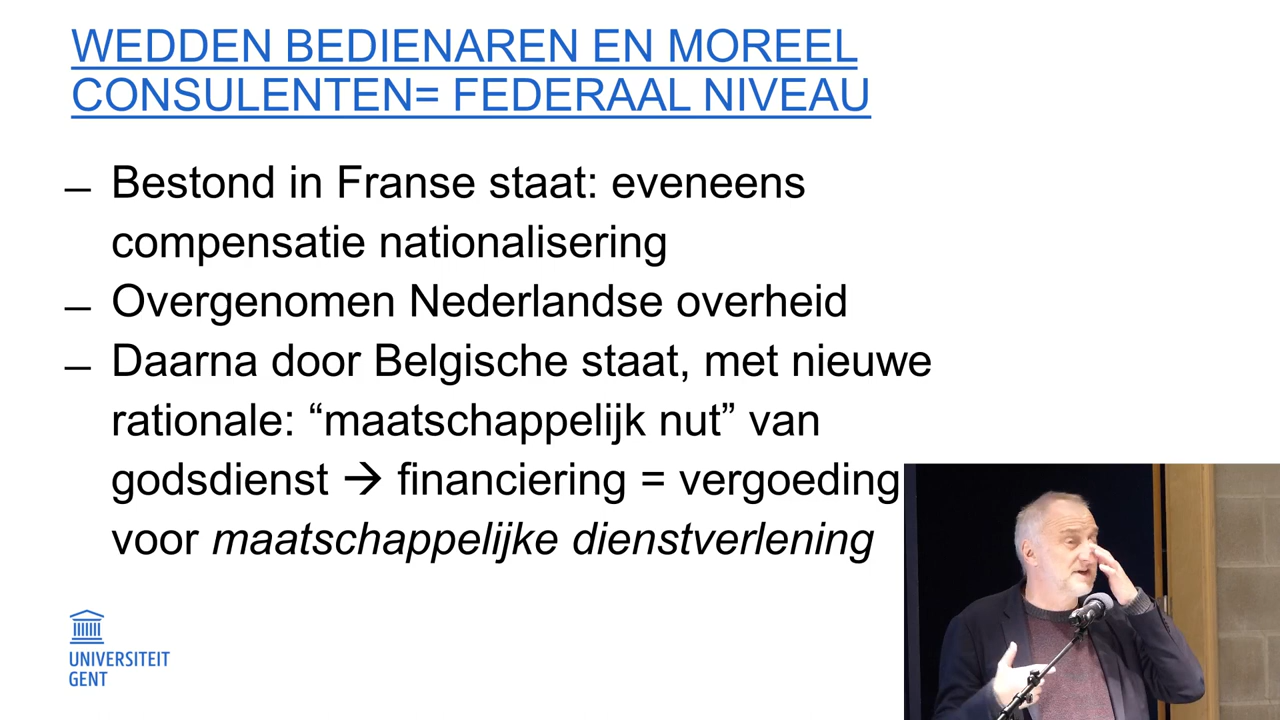 WEDDEN BEDIENAREN EN MOREEL
CONSULENTEN= FEDERAAL NIVEAU
– Bestond in Franse staat: eveneens
compensatie nationalisering
– Overgenomen Nederlandse overheid
– Daarna door Belgische staat, met nieuwe
rationale: “maatschappelijk nut” van
godsdienst → financiering = vergoeding
voor maatschappelijke dienstverlening
UNIVERSITEIT
GENT